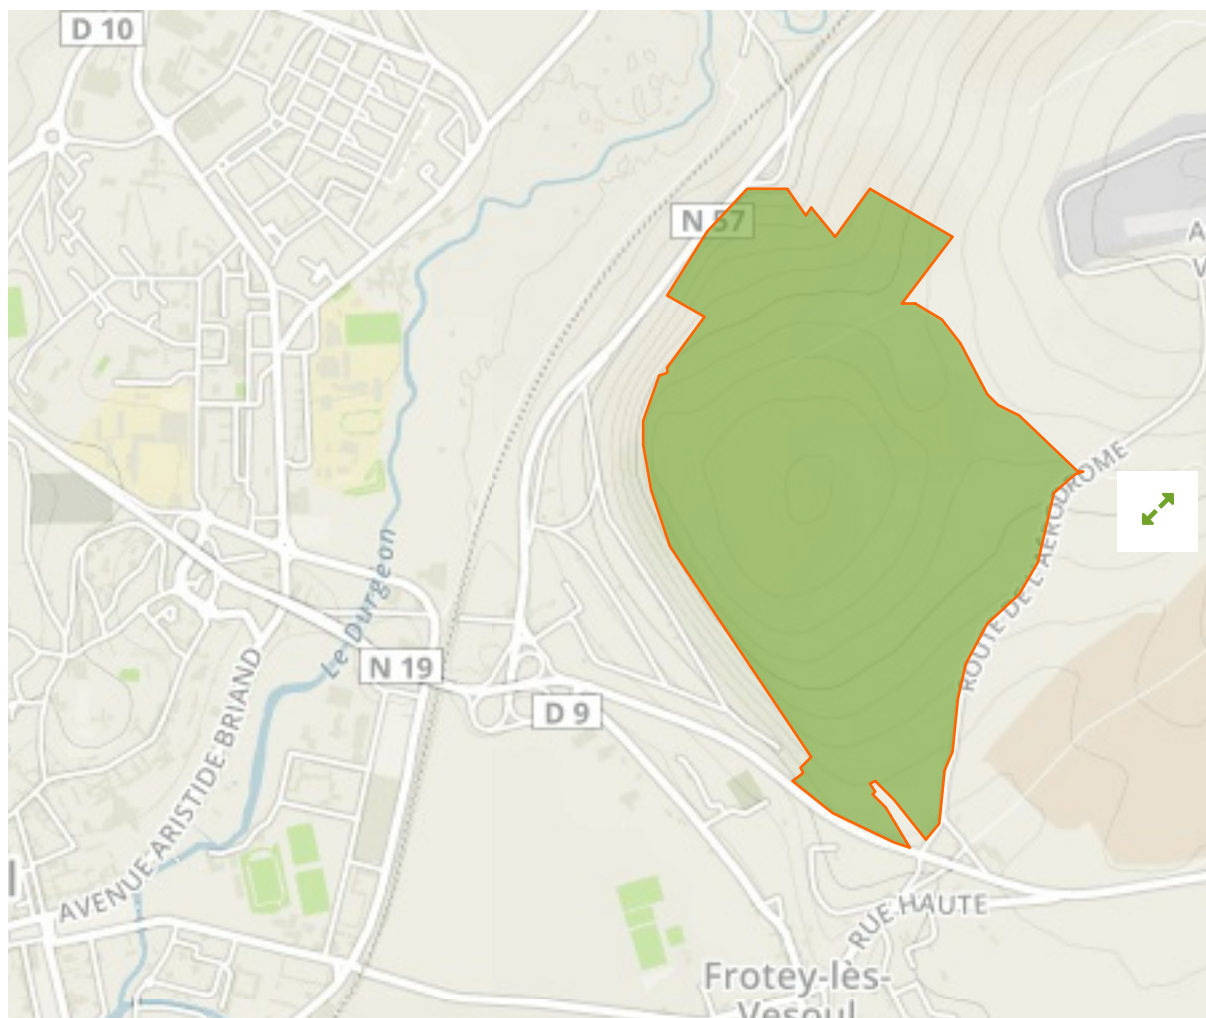 D 10
N 57
A
V
ROUTE DE L'AÉRODROME
Le Durgeon
N 19
D 9
AVENUE ARISTIDE BRIAND
l
RUE HAUTE
Frotey-lès-
Vesoul